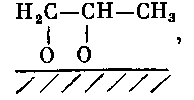 H₂C—CH—CH₃
O O ,